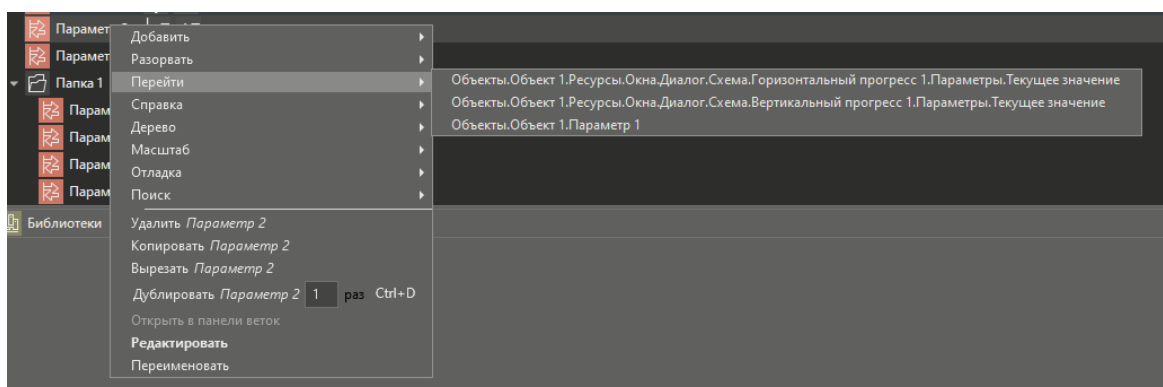 Парамет
Добавить
Парамет
Разорвать
Папка 1
Перейти
Объекты.Объект 1.Ресурсы.Окна.Диалог.Схема.Горизонтальный прогресс 1.Параметры.Текущее значение
Парам
Справка
Объекты.Объект 1.Ресурсы.Окна.Диалог.Схема.Вертикальный прогресс 1.Параметры.Текущее значение
Дерево
Объекты.Объект 1.Параметр 1
Парам
Масштаб
Парам
Отладка
Парам
Поиск
Библиотеки
Удалить Параметр 2
Копировать Параметр 2
Вырезать Параметр 2
Дублировать Параметр 2 1 раз Ctrl+D
Открыть в панели веток
Редактировать
Переименовать